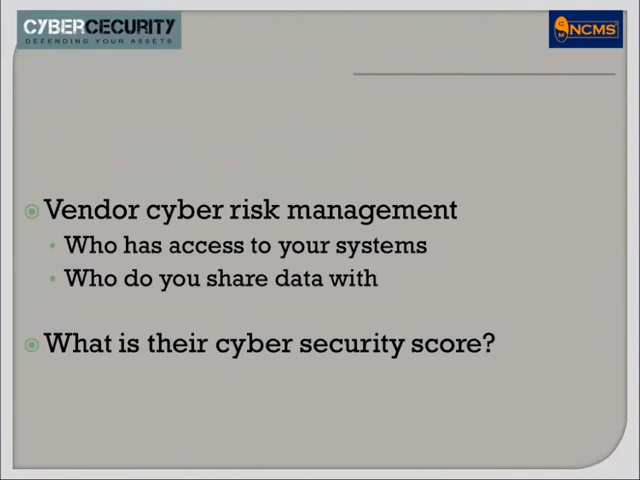 CYBERCECURITY
DEFENDING YOUR ASSETS
NCMS
Vendor cyber risk management
Who has access to your systems
Who do you share data with
What is their cyber security score?